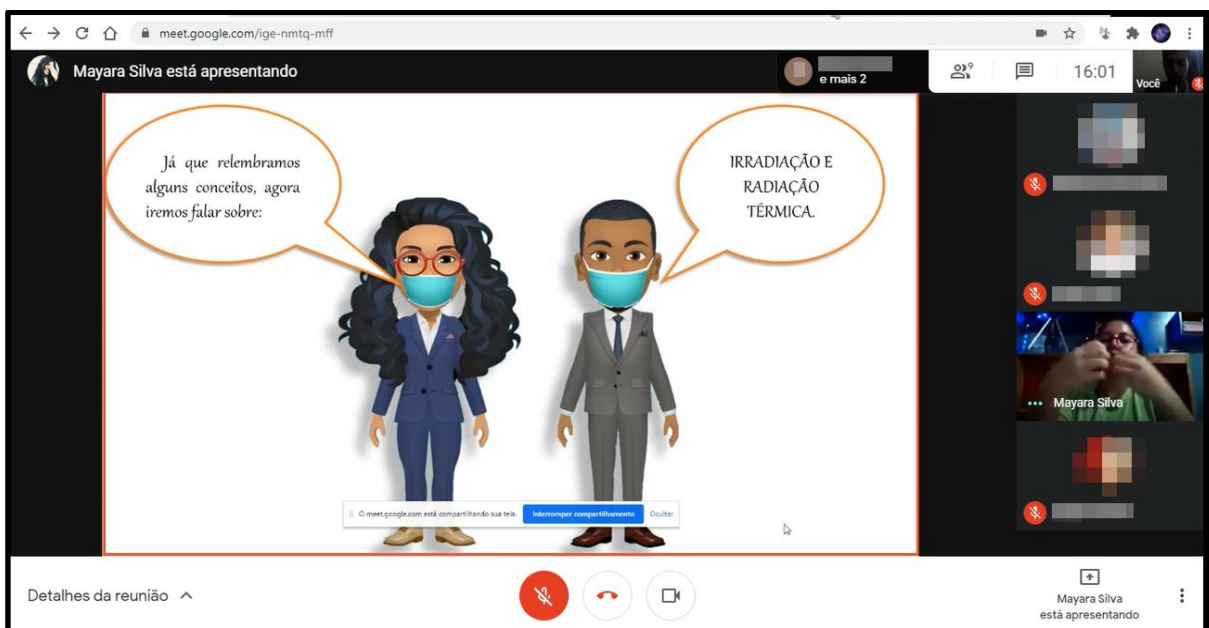 meet.google.com/ige-nmtq-mff
Mayara Silva está apresentando
e mais 2
9
16:01
Você
Já que relembramos
alguns conceitos, agora
iremos falar sobre:
IRRADIAÇÃO E
RADIAÇÃO
TÉRMICA.
Mayara Silva
O meet.google.com está compartilhando sua tela.
Interromper compartilhamento
Ocultar
Detalhes da reunião
Mayara Silva
está apresentando